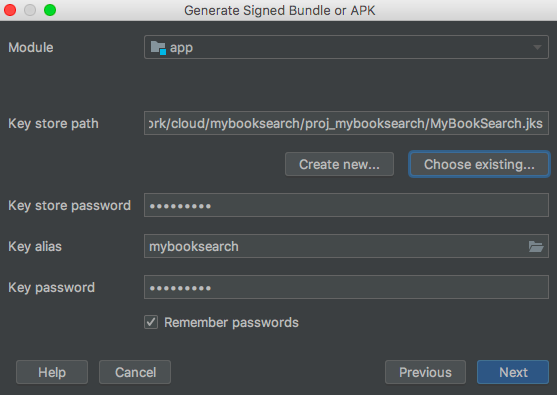 Generate Signed Bundle or APK
Module
app
Key store path
ork/cloud/mybooksearch/proj_mybooksearch/MyBookSearch.jks
Create new...
Choose existing...
Key store password
•••••••••
Key alias
mybooksearch
Key password
•••••••••
Remember passwords
Help
Cancel
Previous
Next